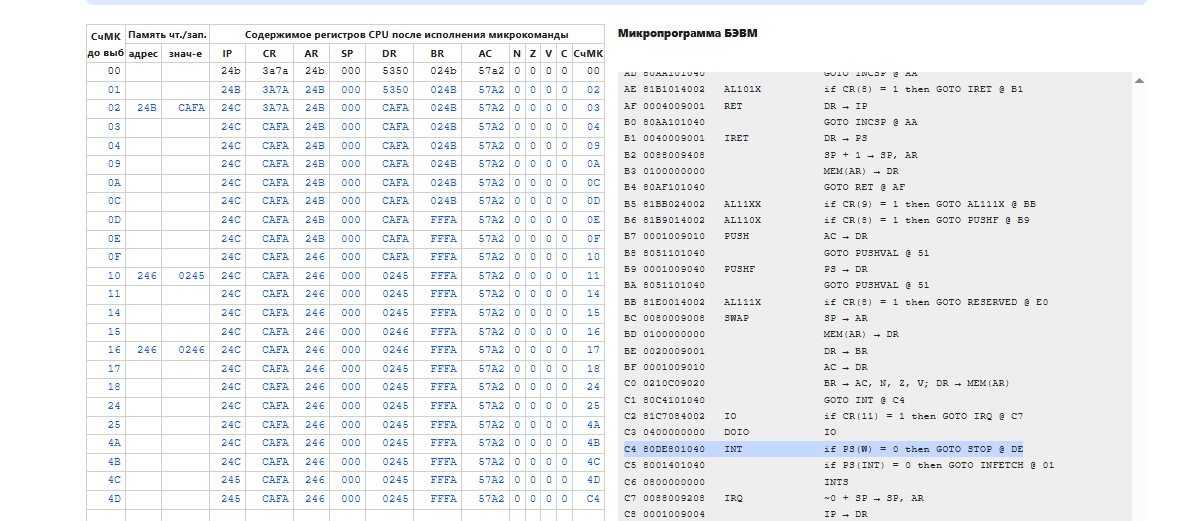 Память чт./зап. Содержимое регистров CPU после исполнения микрокоманды
СчМК
до выб адрес знач-е IP CR AR SP DR BR AC N Z V C СчМК
00 24b 3a7a 24b 000 5350 024b 57a2 0 0 0 0 00
01 24B 3A7A 24B 000 5350 024B 57A2 0 0 0 0 02
02 24B CAFA 24C 3A7A 24B 000 CAFA 024B 57A2 0 0 0 0 03
03 24C CAFA 24B 000 CAFA 024B 57A2 0 0 0 0 04
04 24C CAFA 24B 000 CAFA 024B 57A2 0 0 0 0 09
09 24C CAFA 24B 000 CAFA 024B 57A2 0 0 0 0 0A
0A 24C CAFA 24B 000 CAFA 024B 57A2 0 0 0 0 0C
0C 24C CAFA 24B 000 CAFA 024B 57A2 0 0 0 0 0D
0D 24C CAFA 24B 000 CAFA FFFA 57A2 0 0 0 0 0E
0E 24C CAFA 24B 000 CAFA FFFA 57A2 0 0 0 0 0F
0F 24C CAFA 246 000 CAFA FFFA 57A2 0 0 0 0 10
10 246 0245 24C CAFA 246 000 0245 FFFA 57A2 0 0 0 0 11
11 24C CAFA 246 000 0245 FFFA 57A2 0 0 0 0 14
14 24C CAFA 246 000 0246 FFFA 57A2 0 0 0 0 15
15 24C CAFA 246 000 0246 FFFA 57A2 0 0 0 0 16
16 246 0246 24C CAFA 246 000 0246 FFFA 57A2 0 0 0 0 17
17 24C CAFA 246 000 0246 FFFA 57A2 0 0 0 0 18
18 24C CAFA 246 000 0246 FFFA 57A2 0 0 0 0 24
24 24C CAFA 246 000 0245 FFFA 57A2 0 0 0 0 25
25 24C CAFA 246 000 0245 FFFA 57A2 0 0 0 0 4A
4A 24C CAFA 246 000 0245 FFFA 57A2 0 0 0 0 4B
4B 24C CAFA 246 000 0245 FFFA 57A2 0 0 0 0 4C
4C 245 CAFA 246 000 0245 FFFA 57A2 0 0 0 0 4D
4D 245 CAFA 246 000 0245 FFFA 57A2 0 0 0 0 C4
Микропрограмма БЭВМ
AD 80AA101040 GOTO INCSP @ AA
AE 81B1014002 AL101X if CR(8) = 1 then GOTO IRET @ B1
AF 0004009001 RET DR → IP
B0 80AA101040 GOTO INCSP @ AA
B1 0040009001 IRET DR → PS
B2 0088009408 SP + 1 → SP, AR
B3 0100000000 MEM(AR) → DR
B4 80AF101040 GOTO RET @ AF
B5 81BB024002 AL11XX if CR(9) = 1 then GOTO AL111X @ BB
B6 81B9014002 AL110X if CR(8) = 1 then GOTO PUSHF @ B9
B7 0001009010 PUSH AC → DR
B8 8051101040 GOTO PUSHVAL @ 51
B9 0001009040 PUSHF PS → DR
BA 8051101040 GOTO PUSHVAL @ 51
BB 81E0014002 AL111X if CR(8) = 1 then GOTO RESERVED @ E0
BC 0080009008 SWAP SP → AR
BD 0100000000 MEM(AR) → DR
BE 0020009001 DR → BR
BF 0001009010 AC → DR
C0 0210C09020 BR → AC, N, Z, V; DR → MEM(AR)
C1 80C4101040 GOTO INT @ C4
C2 81C7084002 IO if CR(11) = 1 then GOTO IRQ @ C7
C3 0400000000 DOIO IO
C4 80DE801040 INT if PS(W) = 0 then GOTO STOP @ DE
C5 8001401040 if PS(INT) = 0 then GOTO INFETCH @ 01
C6 0800000000 INTS
C7 0088009208 IRQ ~0 + SP → SP, AR
C8 0001009004 IP → DR